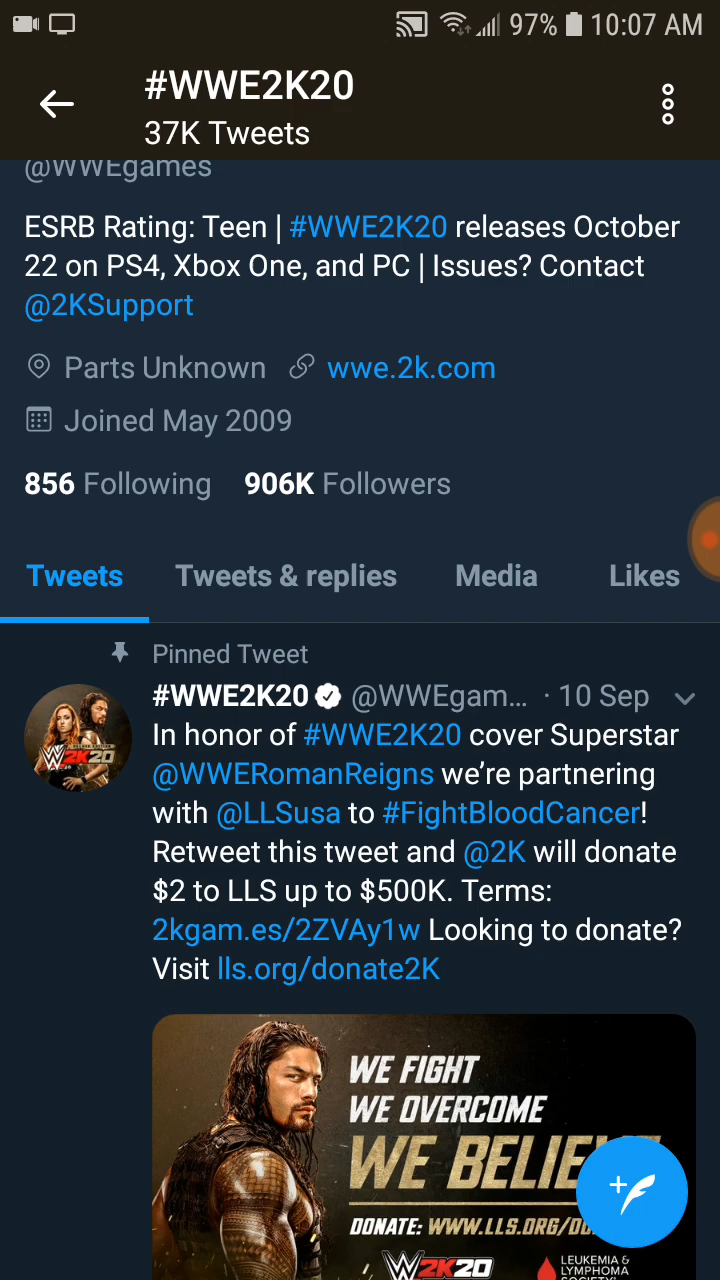 97% 10:07 AM
#WWE2K20
37K Tweets
@WWEgames
ESRB Rating: Teen | #WWE2K20 releases October
22 on PS4, Xbox One, and PC | Issues? Contact
@2KSupport
Parts Unknown wwe.2k.com
Joined May 2009
856 Following 906K Followers
Tweets Tweets & replies Media Likes
Pinned Tweet
#WWE2K20 @WWEgam... · 10 Sep
In honor of #WWE2K20 cover Superstar
@WWERomanReigns we're partnering
with @LLSusa to #FightBloodCancer!
Retweet this tweet and @2K will donate
$2 to LLS up to $500K. Terms:
2kgam.es/2ZVAy1w Looking to donate?
Visit lls.org/donate2K
W2K20
WE FIGHT
WE OVERCOME
WE BELIE
DONATE: WWW.LLS.ORG/DO
W2K20
LEUKEMIA &
LYMPHOMA
SOCIETY